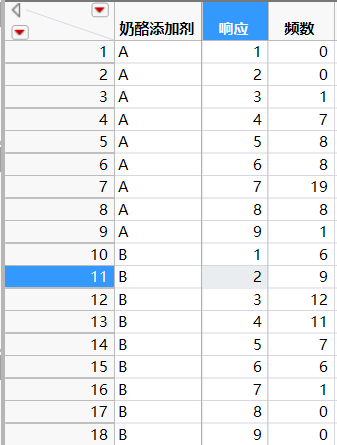 奶酪添加剂 响应 频数
1 A 1 0
2 A 2 0
3 A 3 1
4 A 4 7
5 A 5 8
6 A 6 8
7 A 7 19
8 A 8 8
9 A 9 1
10 B 1 6
11 B 2 9
12 B 3 12
13 B 4 11
14 B 5 7
15 B 6 6
16 B 7 1
17 B 8 0
18 B 9 0